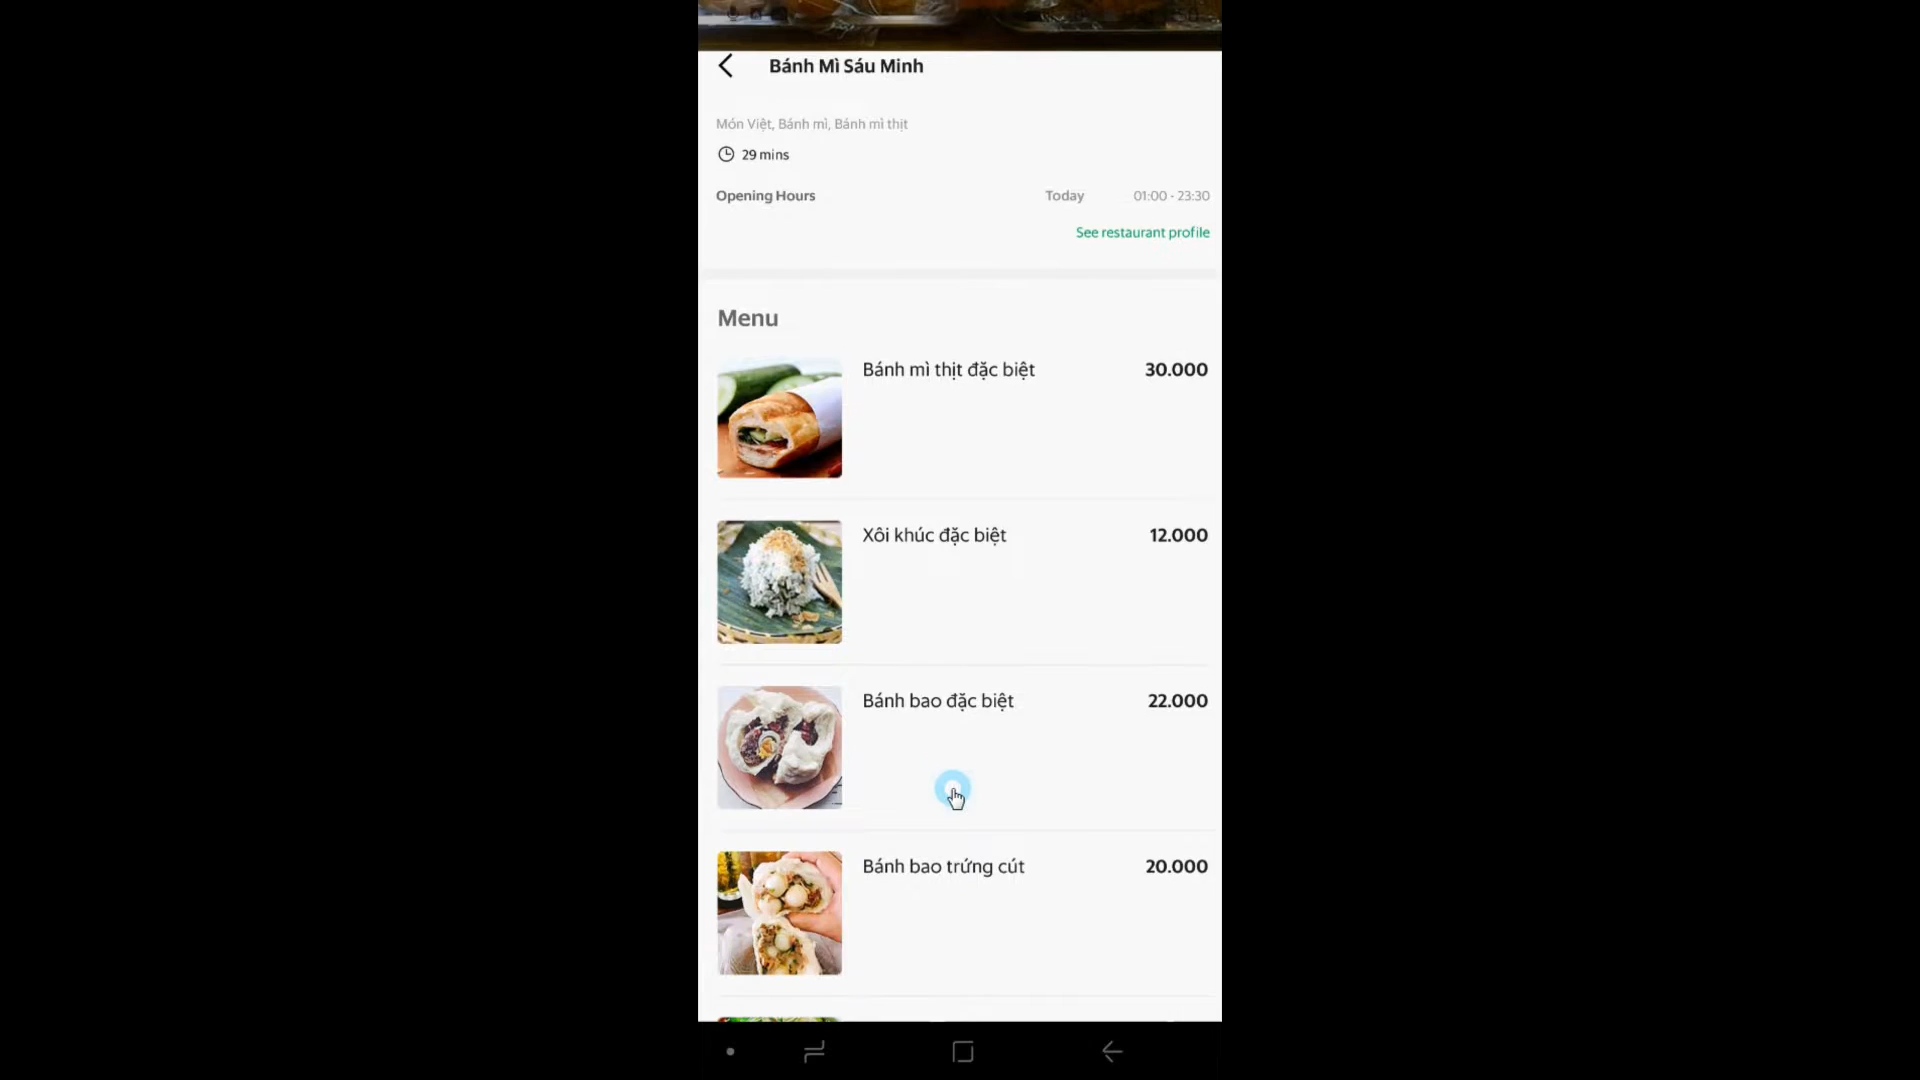 Bánh Mì Sáu Minh
Món Việt, Bánh mì, Bánh mì thịt
29 mins
Opening Hours Today 01:00 - 23:30
See restaurant profile
Menu
Bánh mì thịt đặc biệt 30.000
Xôi khúc đặc biệt 12.000
Bánh bao đặc biệt 22.000
Bánh bao trứng cút 20.000